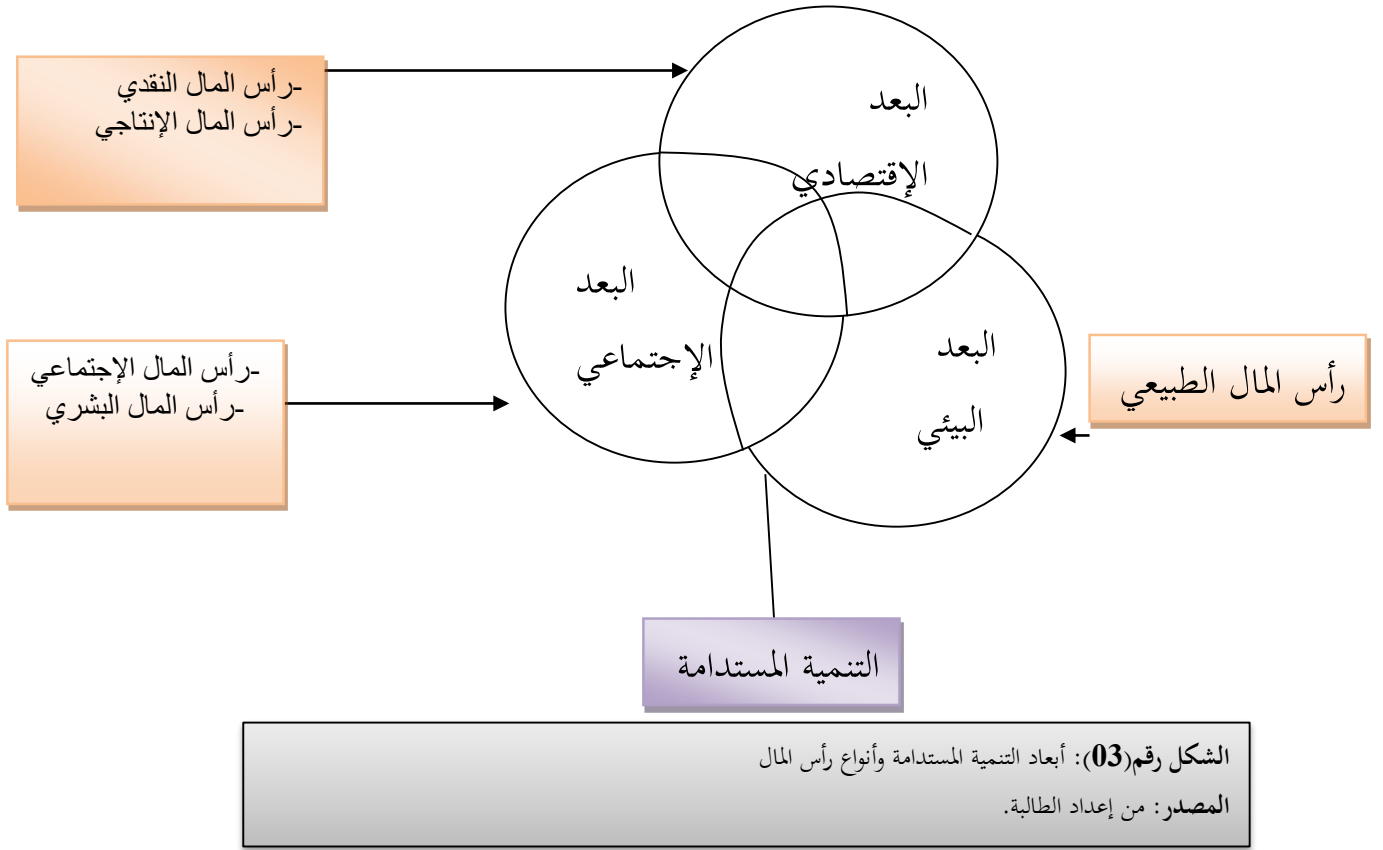 -رأس المال النقدي
-رأس المال الإنتاجي
البعد
الإقتصادي
البعد
الإجتماعي
البعد
البيئي
-رأس المال الإجتماعي
-رأس المال البشري
رأس المال الطبيعي
التنمية المستدامة
الشكل رقم(03): أبعاد التنمية المستدامة وأنواع رأس المال
المصدر: من إعداد الطالبة.